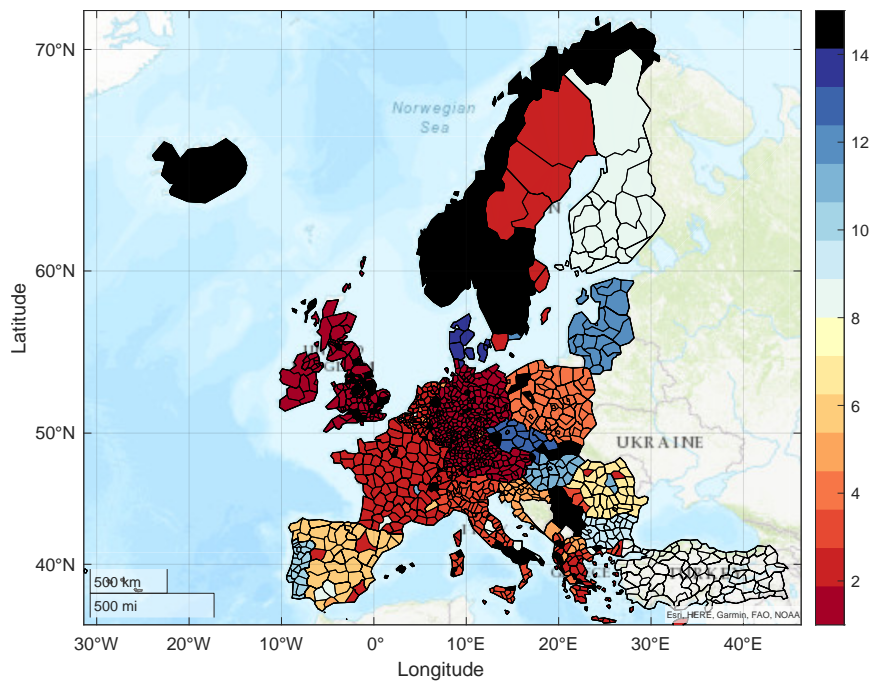 70°N
60°N
50°N
40°N
Latitude
Norwegian
Sea
UKRAINE
500 km
500 mi
Esri, HERE, Garmin, FAO, NOAA
30°W
20°W
10°W
0°
10°E
20°E
30°E
40°E
Longitude
14
12
10
8
6
4
2